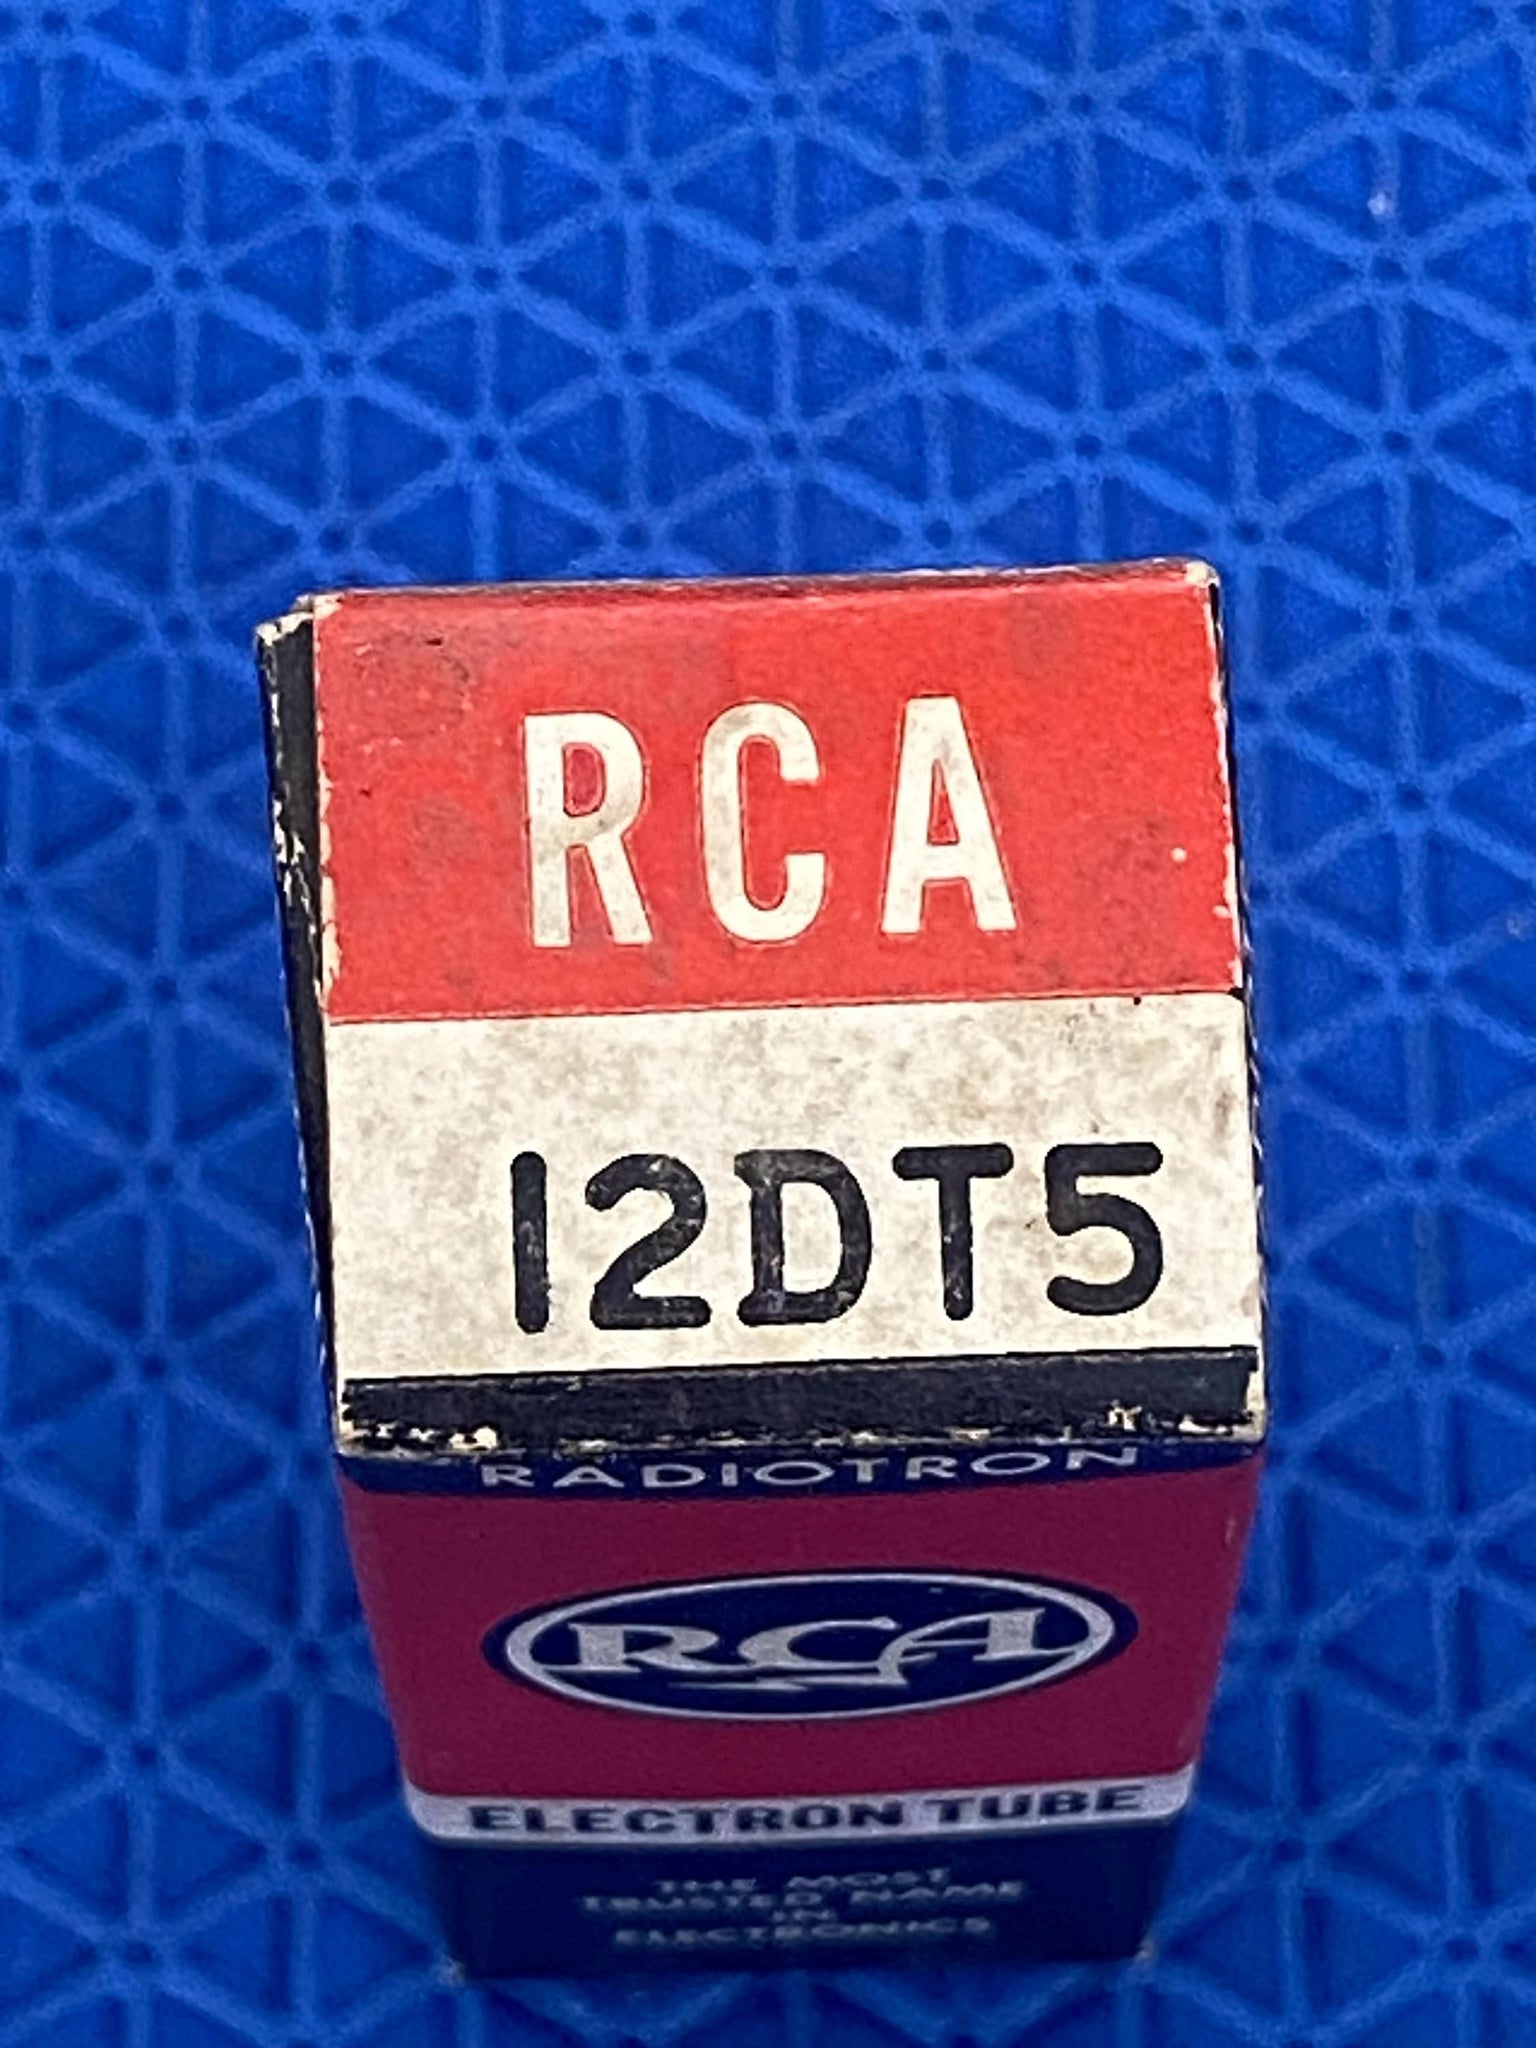 RCA
12DT5
RADIOTRON
RCA
ELECTRON TUBE
THE MOST
TRUSTED NAME
IN
ELECTRONICS